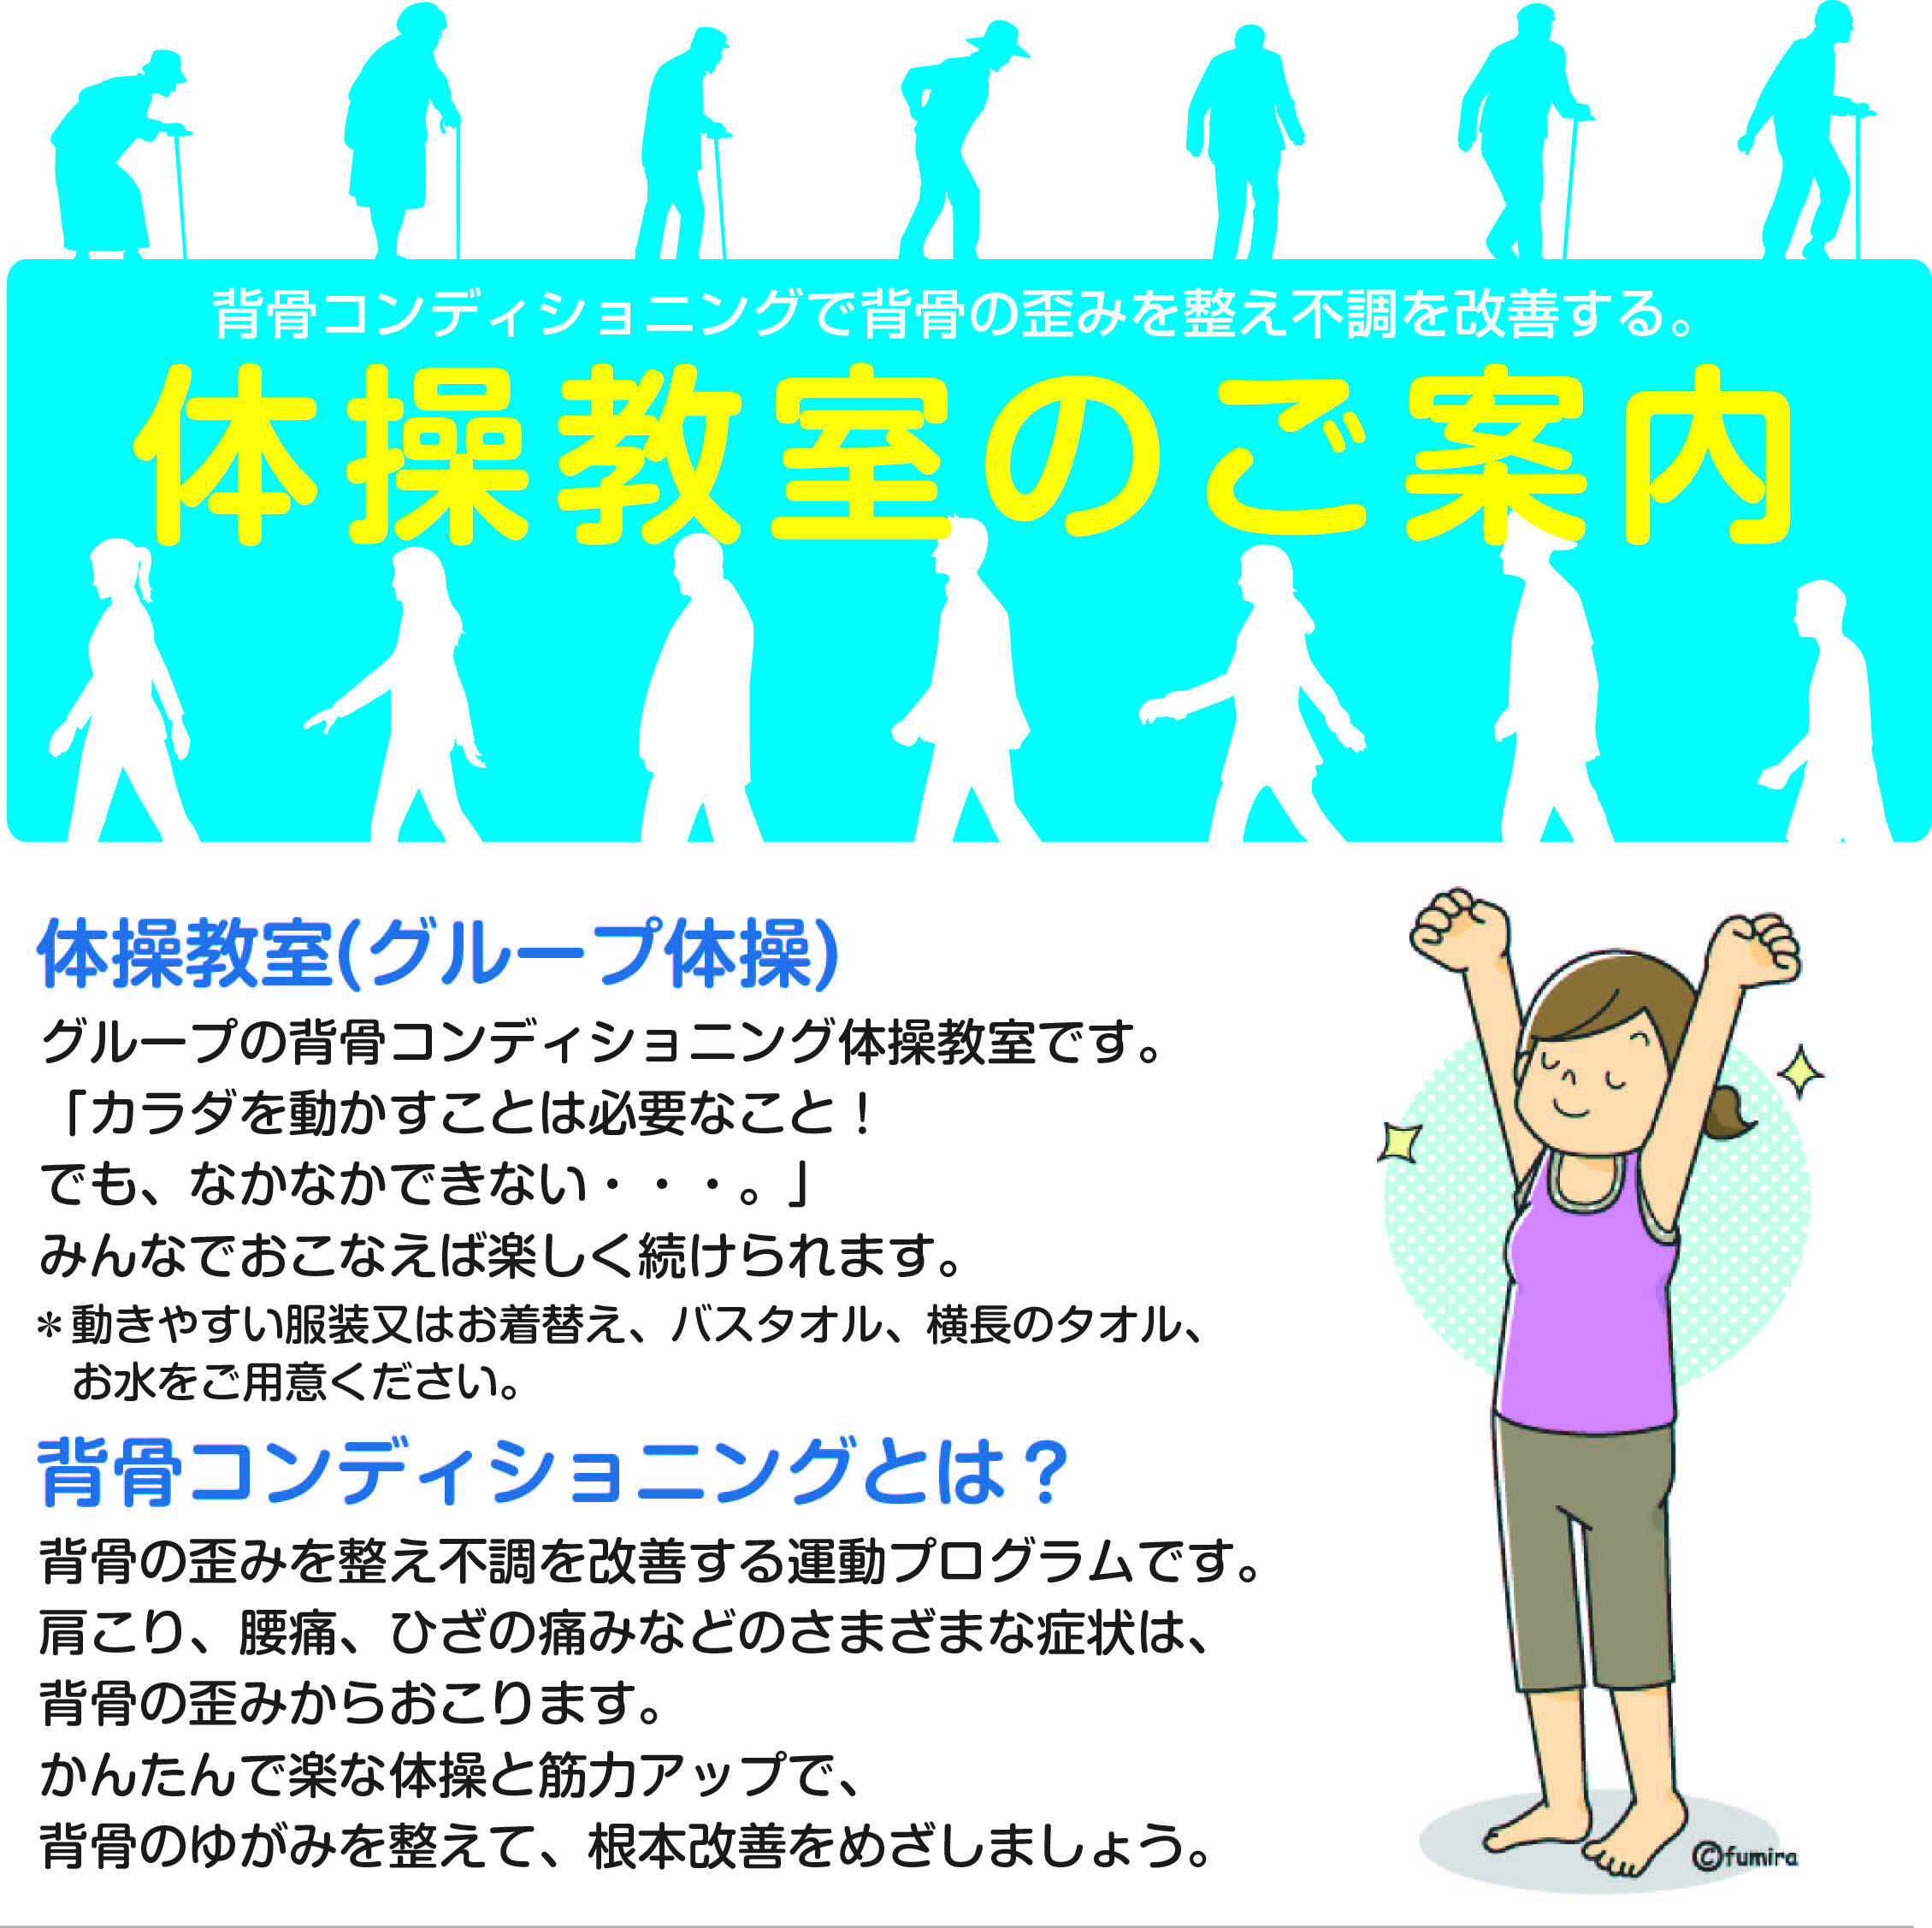 背骨コンディショニングで背骨の歪みを整え不調を改善する。
体操教室のご案内
体操教室(グループ体操)
グループの背骨コンディショニング体操教室です。
「カラダを動かすことは必要なこと！
でも、なかなかできない・・・。」
みんなでおこなえば楽しく続けられます。
＊動きやすい服装又はお着替え、バスタオル、横長のタオル、
お水をご用意ください。
背骨コンディショニングとは？
背骨の歪みを整え不調を改善する運動プログラムです。
肩こり、腰痛、ひざの痛みなどのさまざまな症状は、
背骨の歪みからおこります。
かんたんで楽な体操と筋力アップで、
背骨のゆがみを整えて、根本改善をめざしましょう。
©fumira